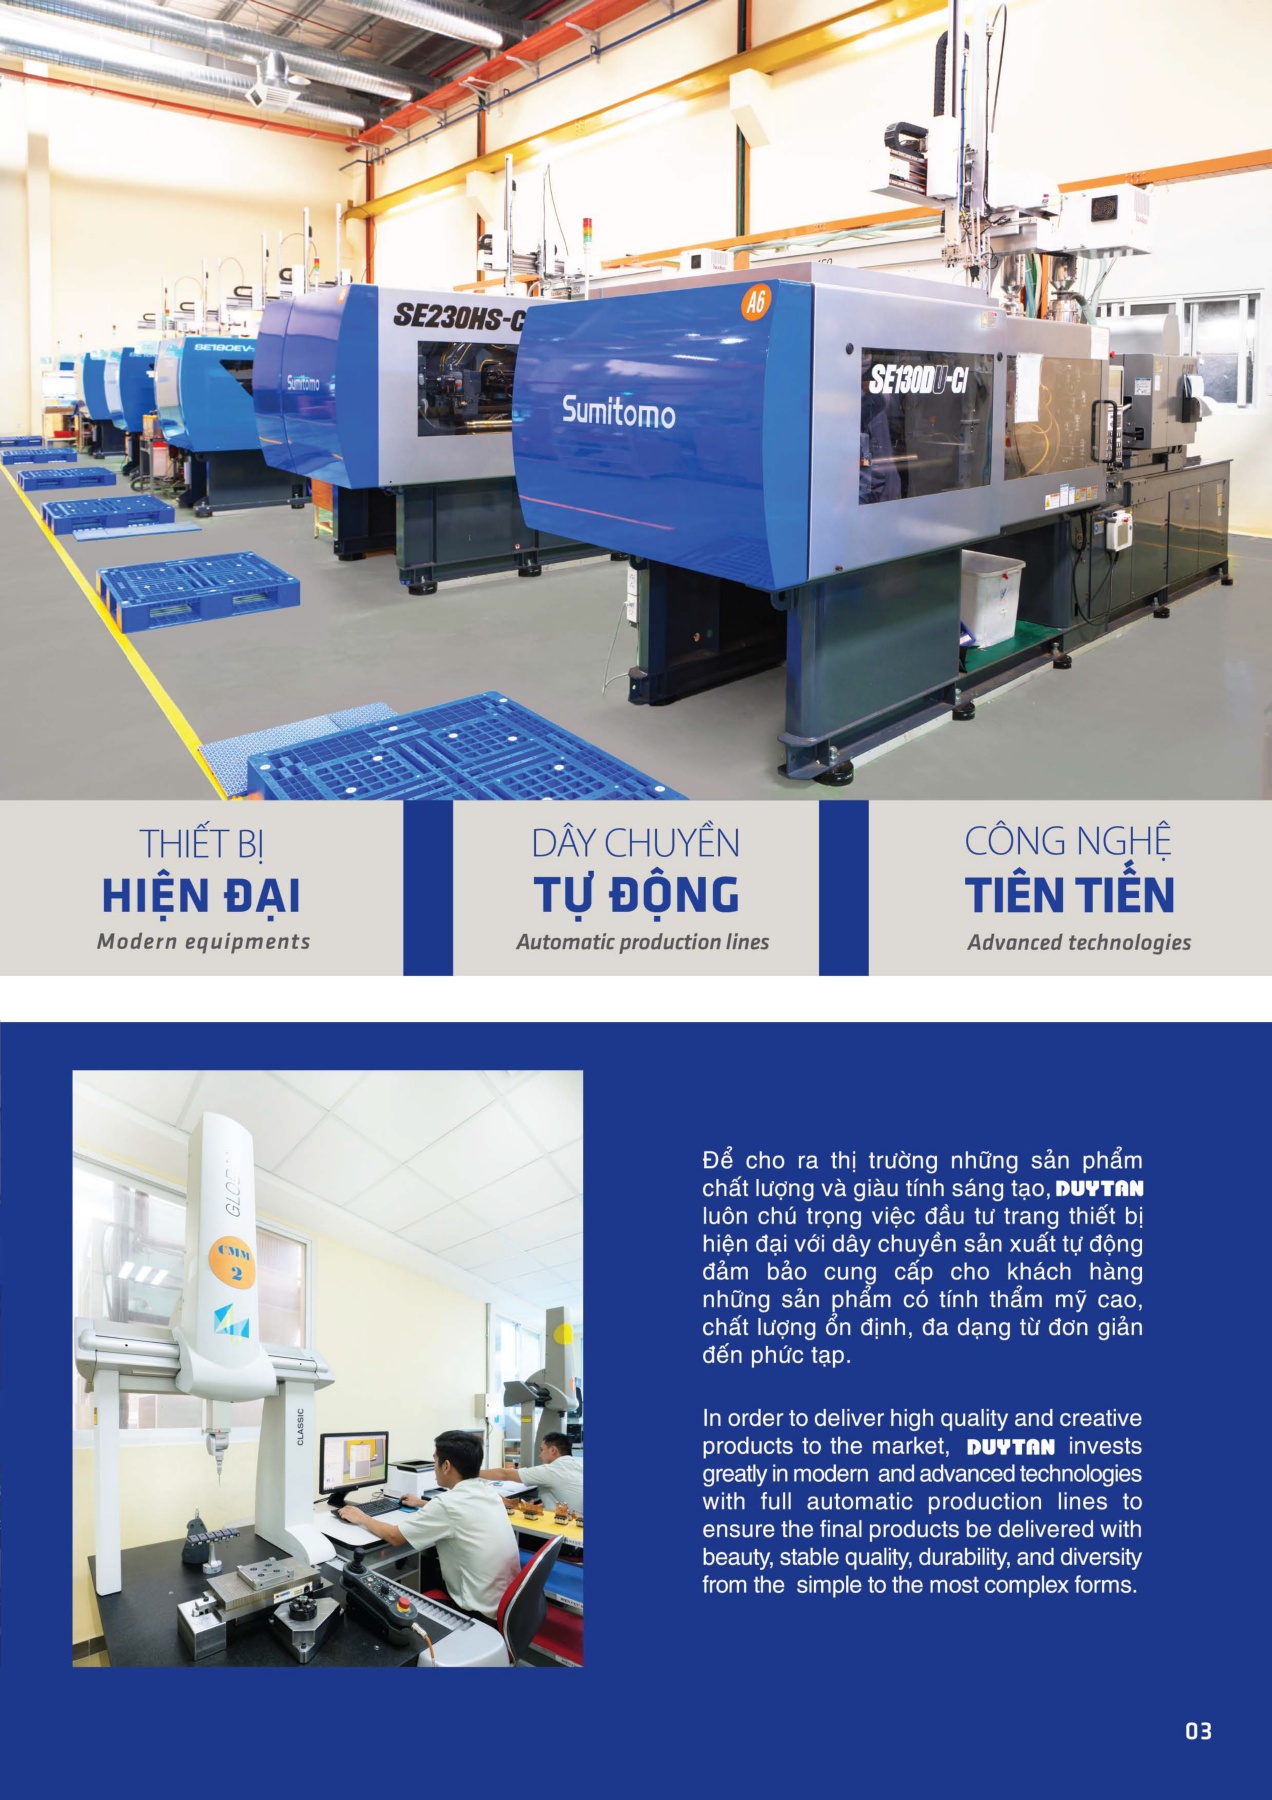 A6
SE230HS-C
SE180EV-
Sumitomo
Sumitomo
SE130DU-CI
THIẾT BỊ
HIỆN ĐẠI
Modern equipments
DÂY CHUYỀN
TỰ ĐỘNG
Automatic production lines
CÔNG NGHỆ
TIÊN TIẾN
Advanced technologies
GLOB
CMM
2
CLASSIC
Để cho ra thị trường những sản phẩm
chất lượng và giàu tính sáng tạo, DUYTAN
luôn chú trọng việc đầu tư trang thiết bị
hiện đại với dây chuyền sản xuất tự động
đảm bảo cung cấp cho khách hàng
những sản phẩm có tính thẩm mỹ cao,
chất lượng ổn định, đa dạng từ đơn giản
đến phức tạp.
In order to deliver high quality and creative
products to the market, DUYTAN invests
greatly in modern and advanced technologies
with full automatic production lines to
ensure the final products be delivered with
beauty, stable quality, durability, and diversity
from the simple to the most complex forms.
03